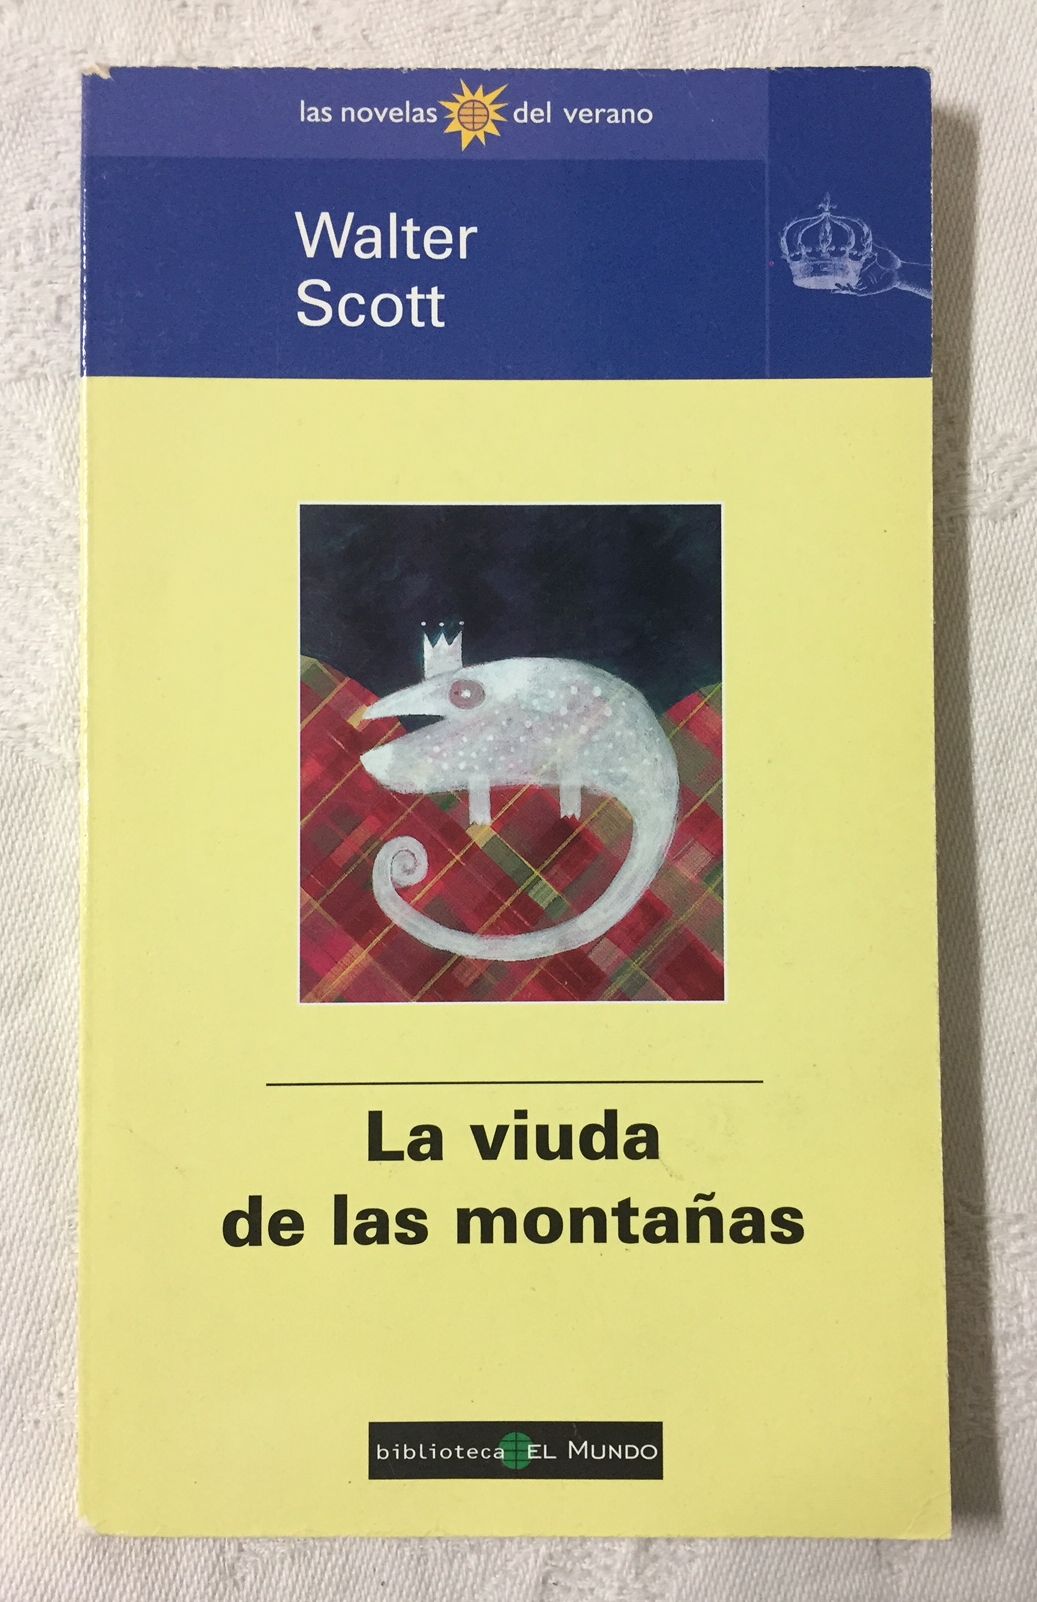 las novelas del verano
Walter
Scott
La viuda
de las montañas
biblioteca EL MUNDO